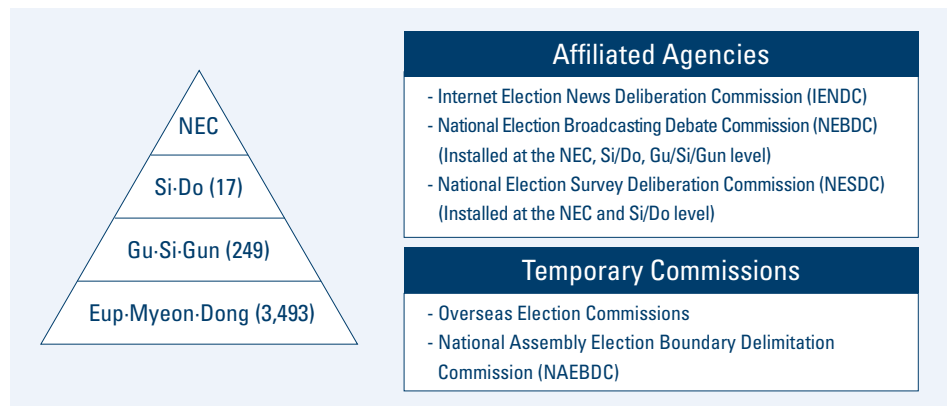 NEC
Si·Do (17)
Gu·Si·Gun (249)
Eup·Myeon·Dong (3,493)
Affiliated Agencies
- Internet Election News Deliberation Commission (IENDC)
- National Election Broadcasting Debate Commission (NEBDC)
(Installed at the NEC, Si/Do, Gu/Si/Gun level)
- National Election Survey Deliberation Commission (NESDC)
(Installed at the NEC and Si/Do level)
Temporary Commissions
- Overseas Election Commissions
- National Assembly Election Boundary Delimitation
Commission (NAEBDC)